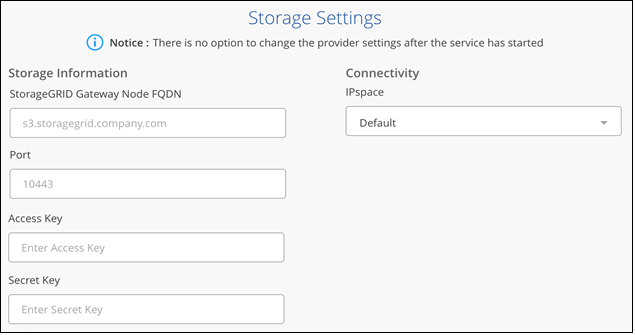 Storage Settings
Notice : There is no option to change the provider settings after the service has started
Storage Information
StorageGRID Gateway Node FQDN
s3.storagegrid.company.com
Port
10443
Access Key
Enter Access Key
Secret Key
Enter Secret Key
Connectivity
IPspace
Default